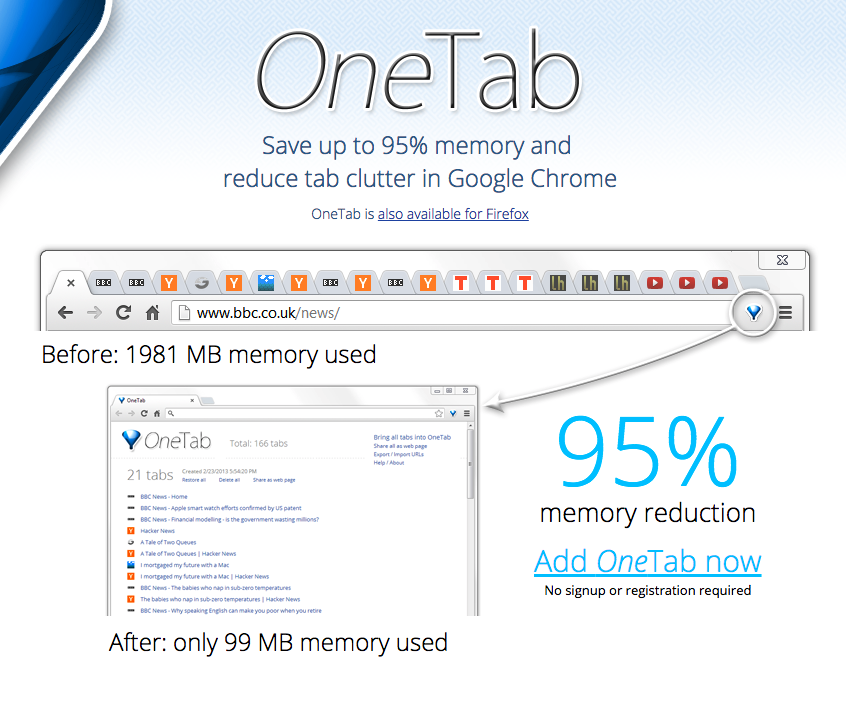 OneTab
Save up to 95% memory and
reduce tab clutter in Google Chrome
OneTab is also available for Firefox
BBC BBC Y Y Y BBC Y BBC Y T T T lh lh lh
www.bbc.co.uk/news/
Before: 1981 MB memory used
OneTab
OneTab
Total: 166 tabs
Bring all tabs into OneTab
Share all as web page
Export / Import URLs
Help / About
21 tabs
Created 2/23/2013 5:54:20 PM
Restore all Delete all Share as web page
BBC News - Home
BBC News - Apple smart watch efforts confirmed by US patent
BBC News - Financial modelling - is the government wasting millions?
Hacker News
A Tale of Two Queues
A Tale of Two Queues | Hacker News
I mortgaged my future with a Mac
I mortgaged my future with a Mac | Hacker News
BBC News - The babies who nap in sub-zero temperatures
The babies who nap in sub-zero temperatures | Hacker News
BBC News - Why speaking English can make you poor when you retire
After: only 99 MB memory used
95%
memory reduction
Add OneTab now
No signup or registration required